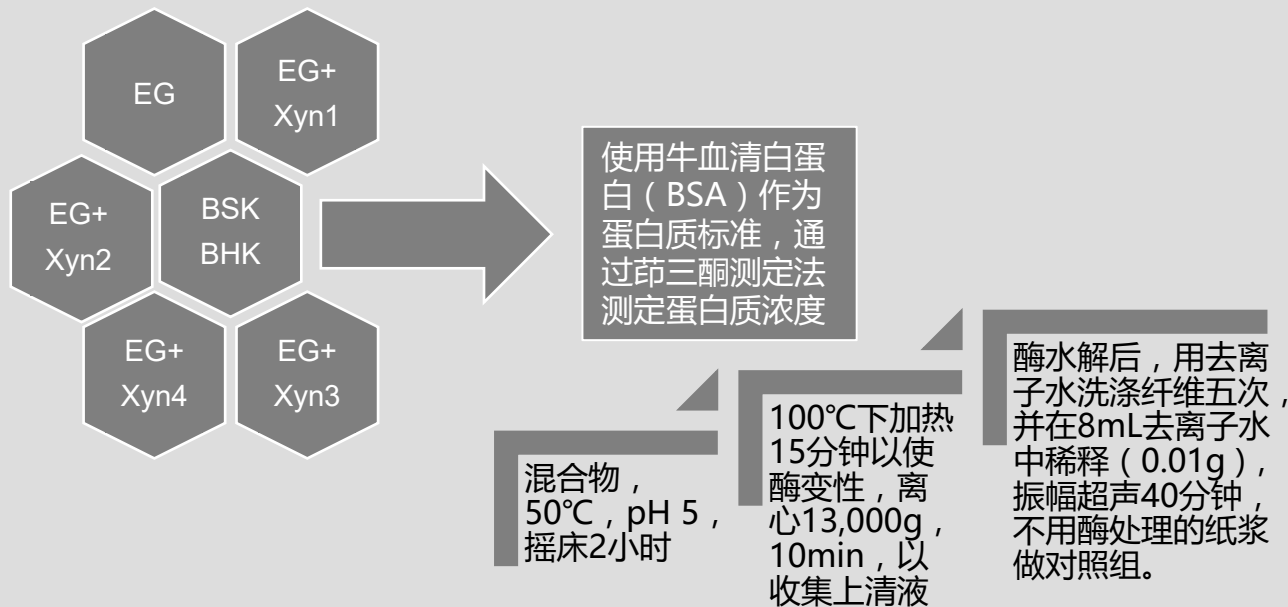 EG
EG+
Xyn1
EG+
Xyn2
BSK
BHK
EG+
Xyn4
EG+
Xyn3
使用牛血清白蛋
白（BSA）作为
蛋白质标准，通
过茚三酮测定法
测定蛋白质浓度
混合物，
50℃，pH 5，
摇床2小时
100℃下加热
15分钟以使
酶变性，离
心13,000g，
10min，以
收集上清液
酶水解后，用去离
子水洗涤纤维五次，
并在8mL去离子水
中稀释（0.01g），
振幅超声40分钟，
不用酶处理的纸浆
做对照组。